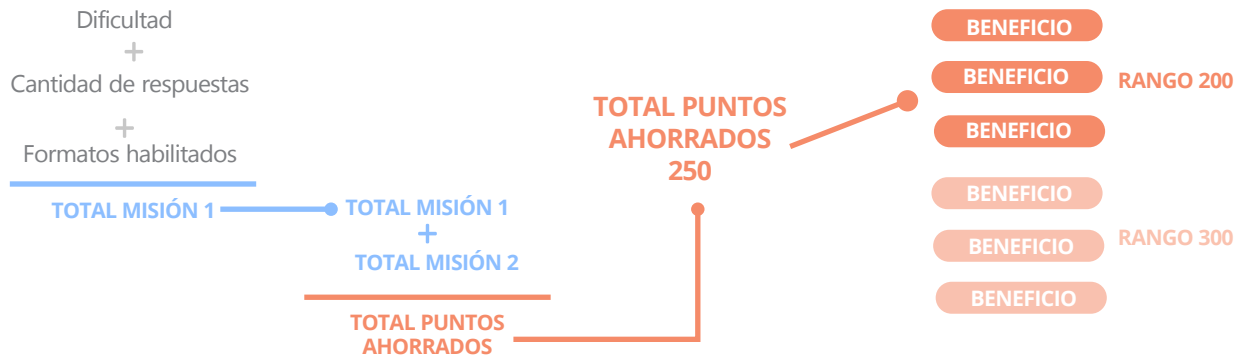 Dificultad
+
Cantidad de respuestas
+
Formatos habilitados
TOTAL MISIÓN 1
TOTAL MISIÓN 1
+
TOTAL MISIÓN 2
TOTAL PUNTOS
AHORRADOS
TOTAL PUNTOS
AHORRADOS
250
BENEFICIO
BENEFICIO
RANGO 200
BENEFICIO
BENEFICIO
BENEFICIO
RANGO 300
BENEFICIO